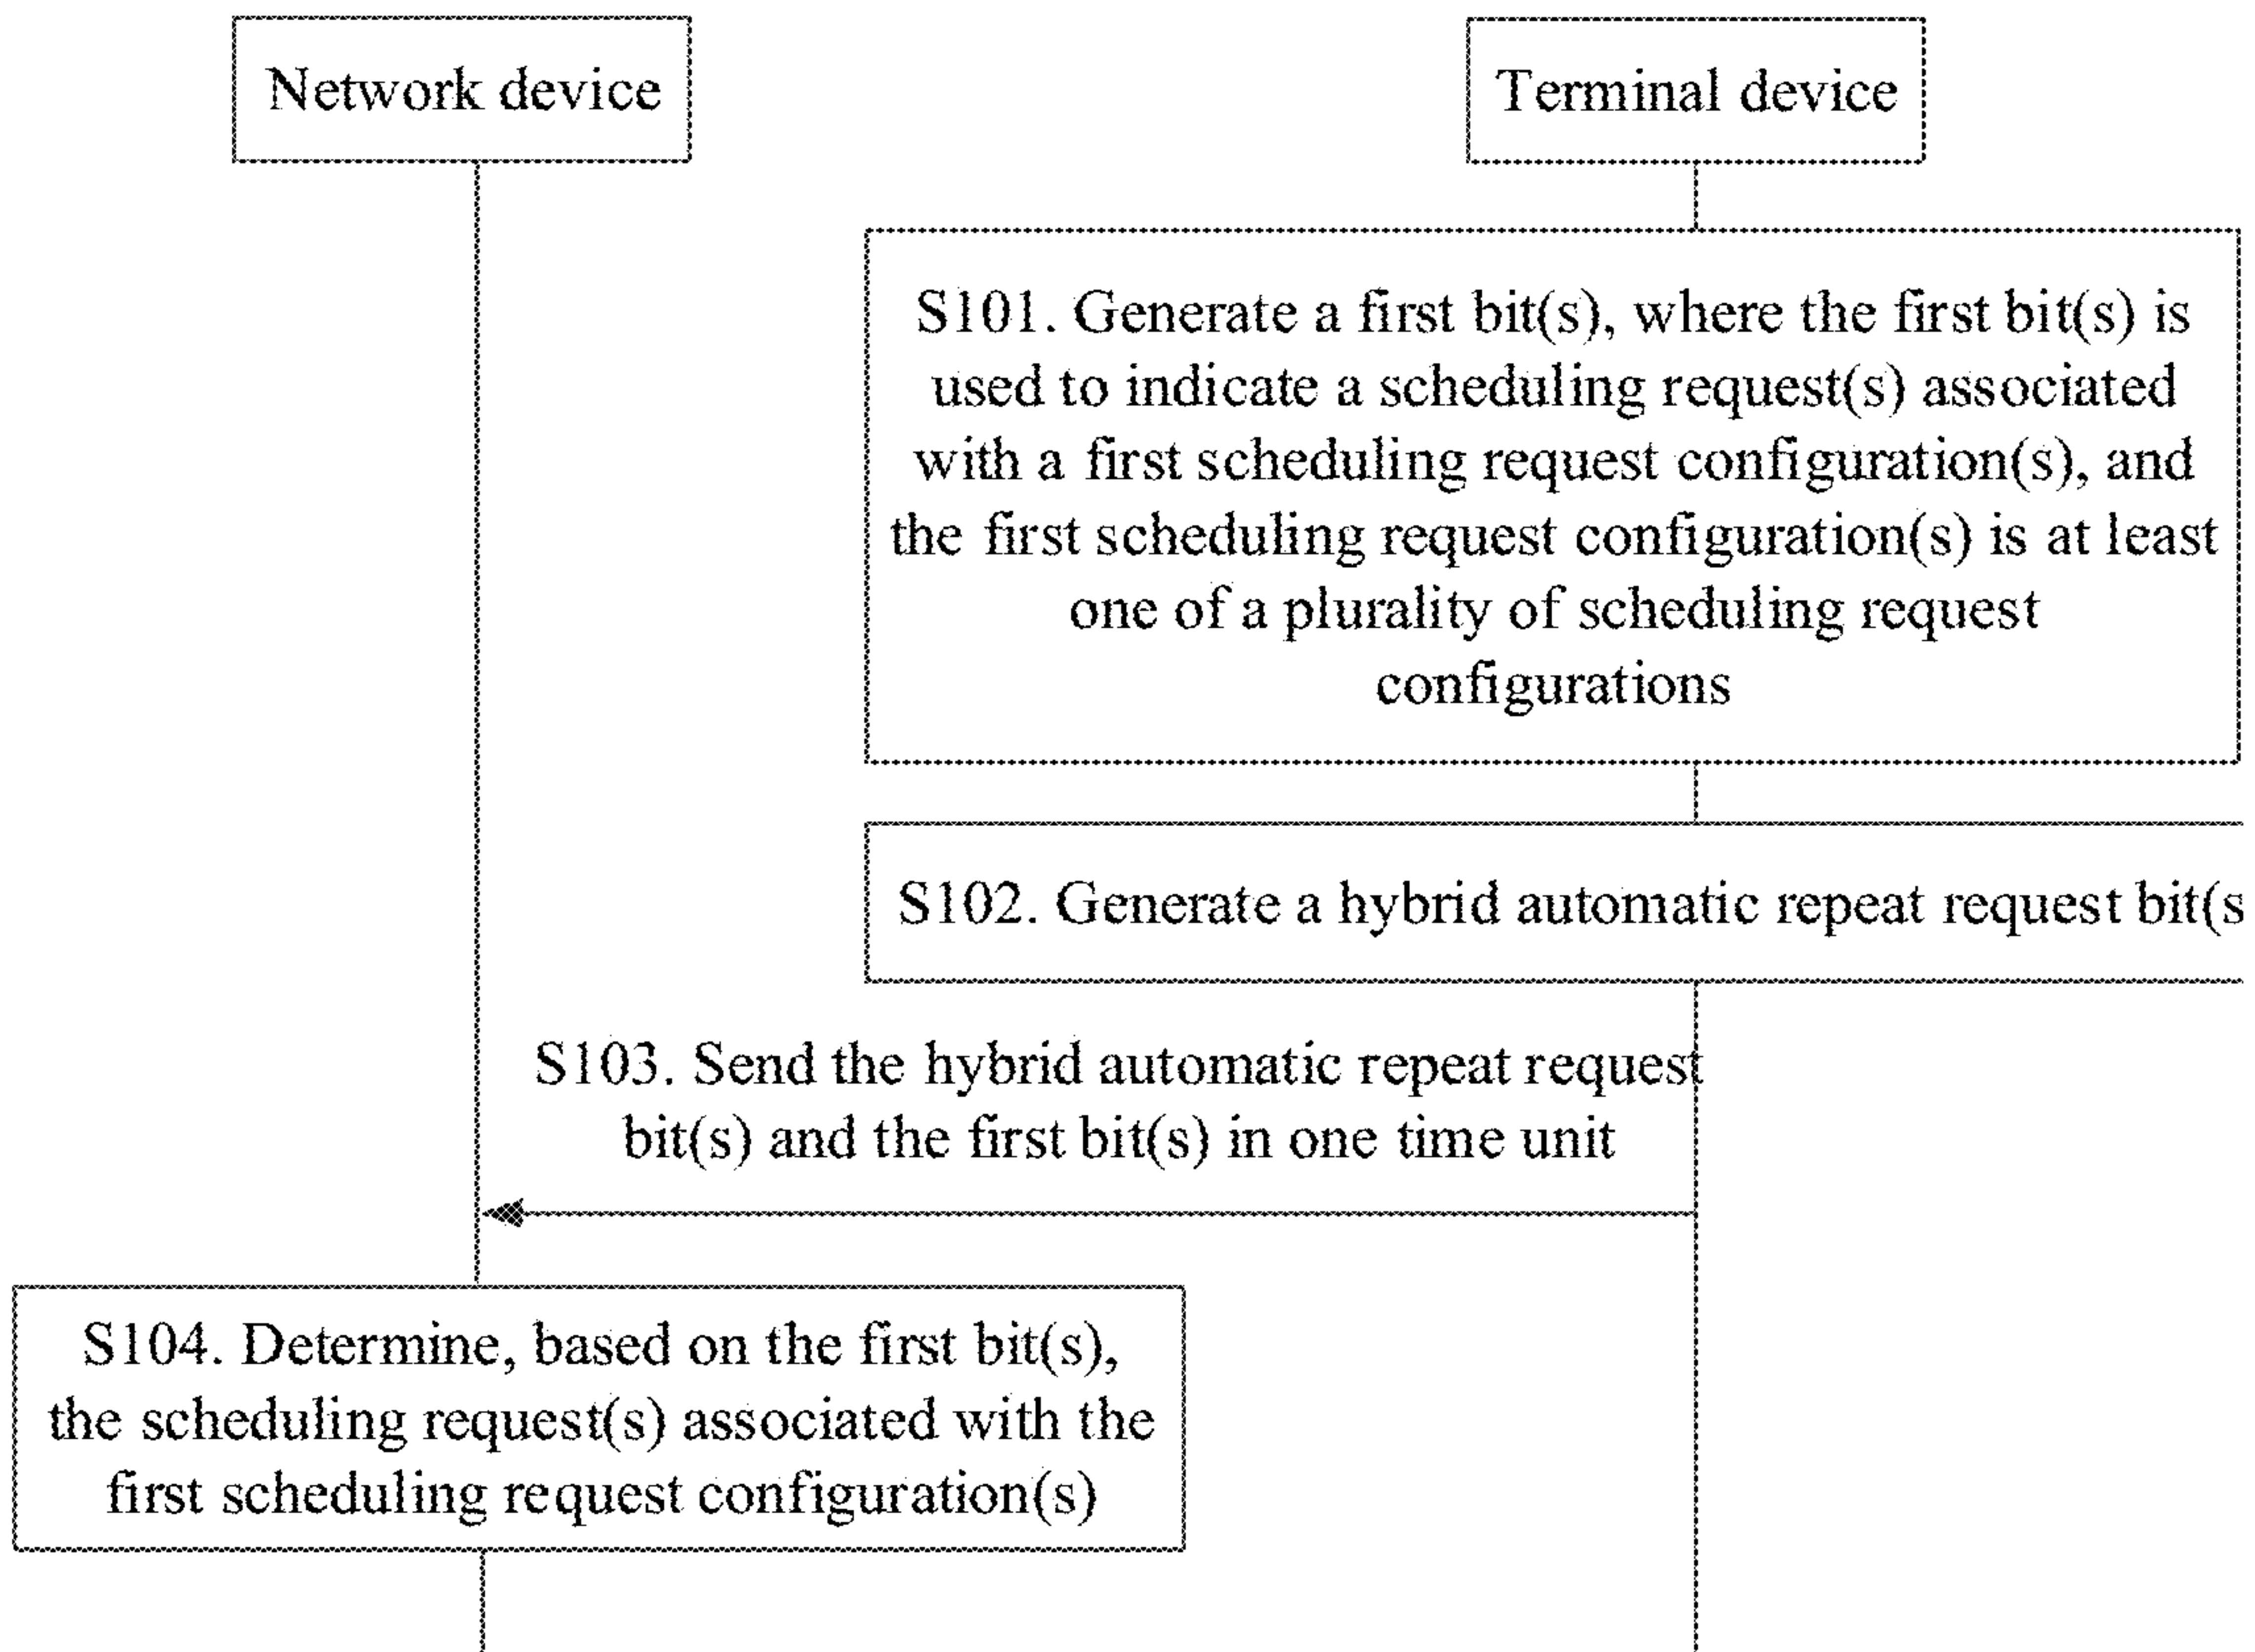 Network device
Terminal device
S101. Generate a first bit(s), where the first bit(s) is
used to indicate a scheduling request(s) associated
with a first scheduling request configuration(s), and
the first scheduling request configuration(s) is at least
one of a plurality of scheduling request
configurations
S102. Generate a hybrid automatic repeat request bit(s
S103. Send the hybrid automatic repeat request
bit(s) and the first bit(s) in one time unit
S104. Determine, based on the first bit(s),
the scheduling request(s) associated with the
first scheduling request configuration(s)